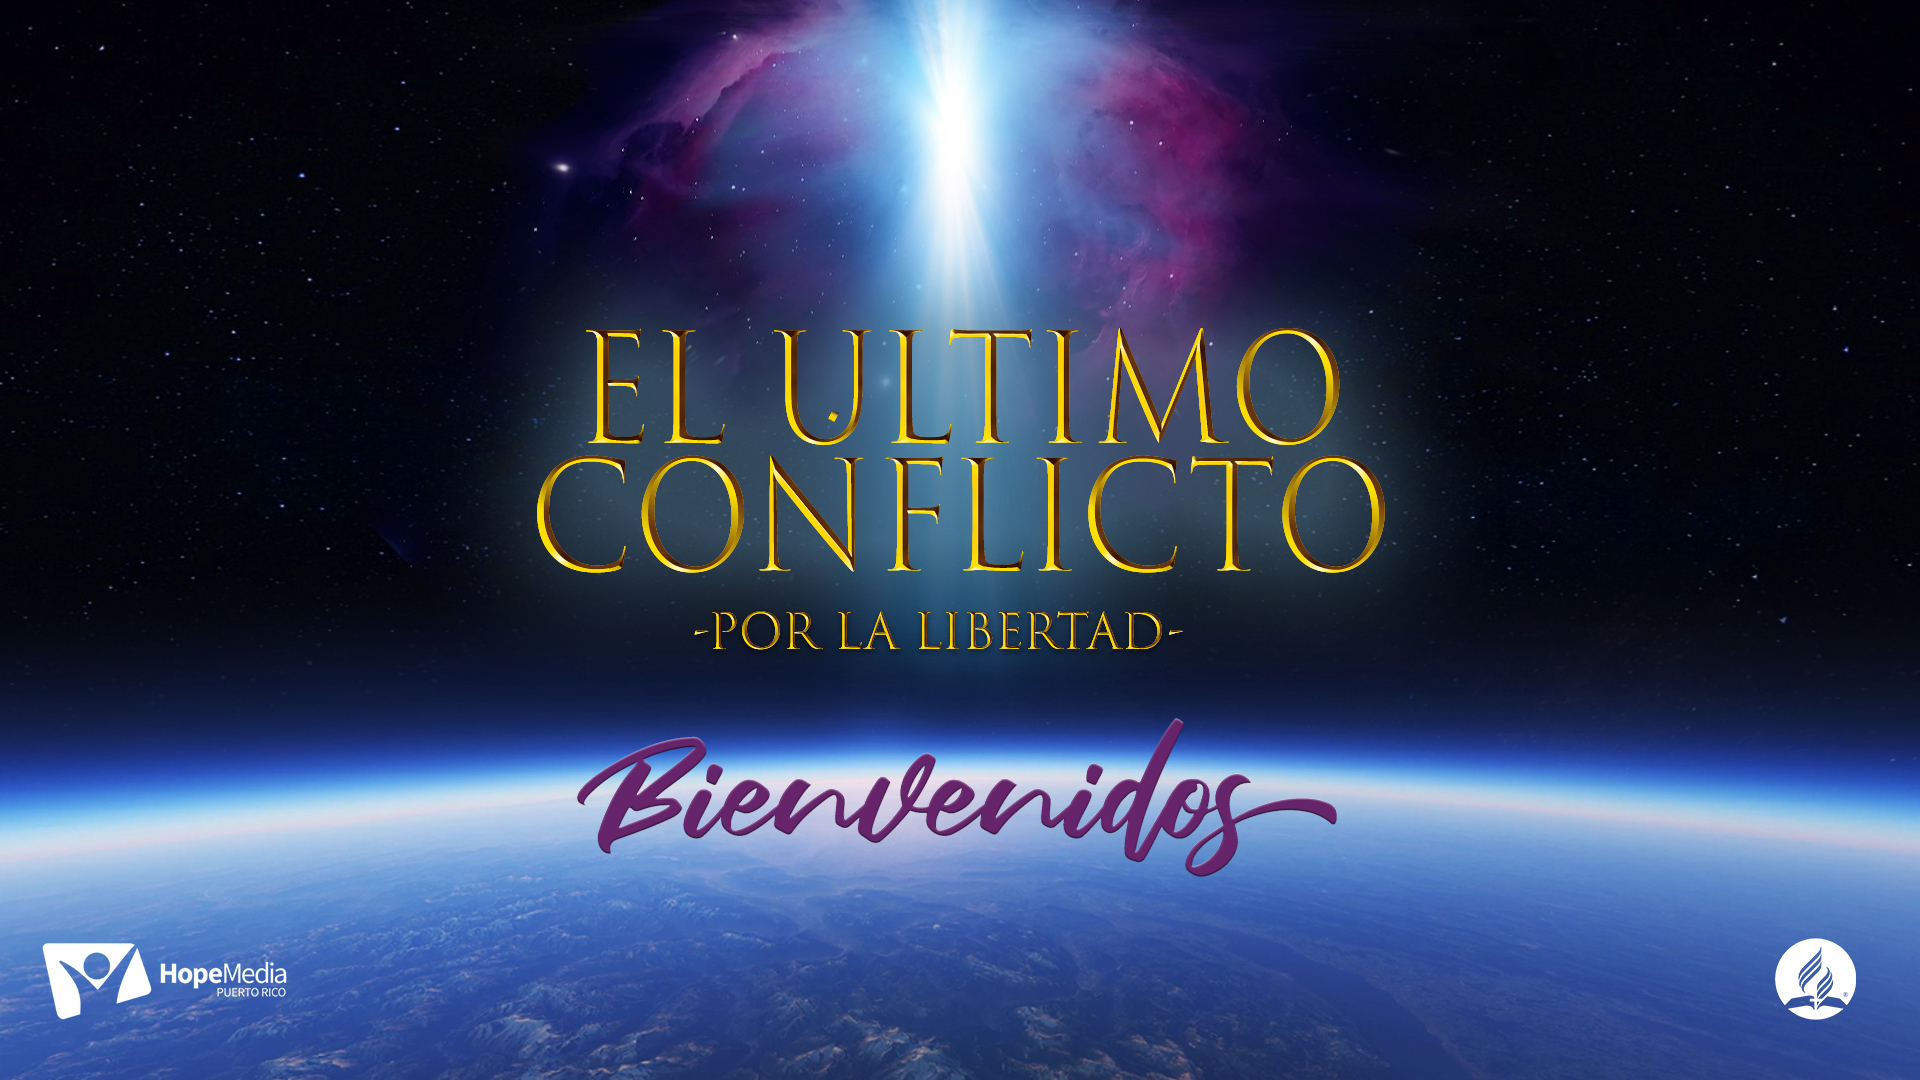 EL ULTIMO
CONFLICTO
-POR LA LIBERTAD-
Bienvenidos
HopeMedia
PUERTO RICO
®